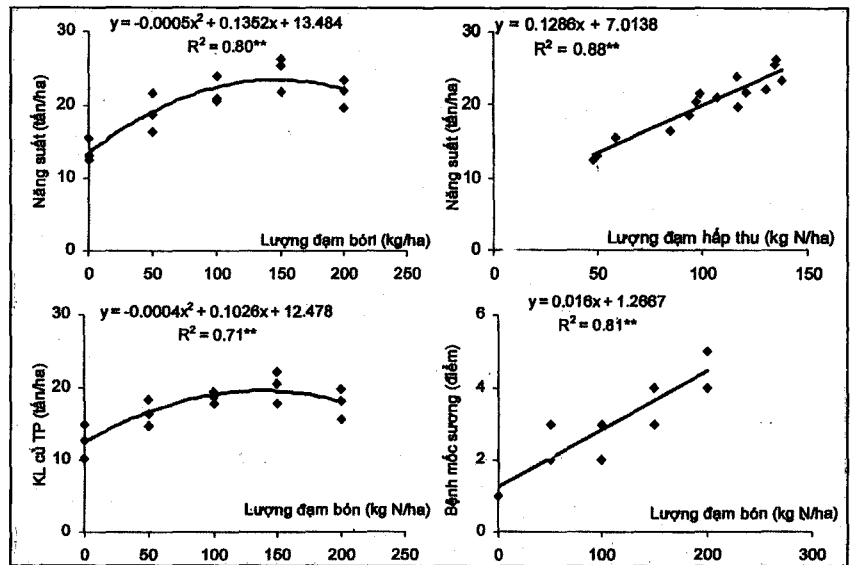 y = -0.0005x² + 0.1352x + 13.484
R² = 0.80**
Năng suất (tấn/ha)
30
20
10
0
Lượng đạm bón (kg/ha)
0 50 100 150 200 250
y = 0.1286x + 7.0138
R² = 0.88**
Năng suất (tấn/ha)
30
20
10
0
Lượng đạm hấp thu (kg N/ha)
0 50 100 150
y = -0.0004x² + 0.1026x + 12.478
R² = 0.71**
KL củ TP (tấn/ha)
30
20
10
0
Lượng đạm bón (kg N/ha)
0 50 100 150 200 250
y = 0.016x + 1.2667
R² = 0.81**
Bệnh mốc sương (điểm)
6
4
2
0
Lượng đạm bón (kg N/ha)
0 100 200 300